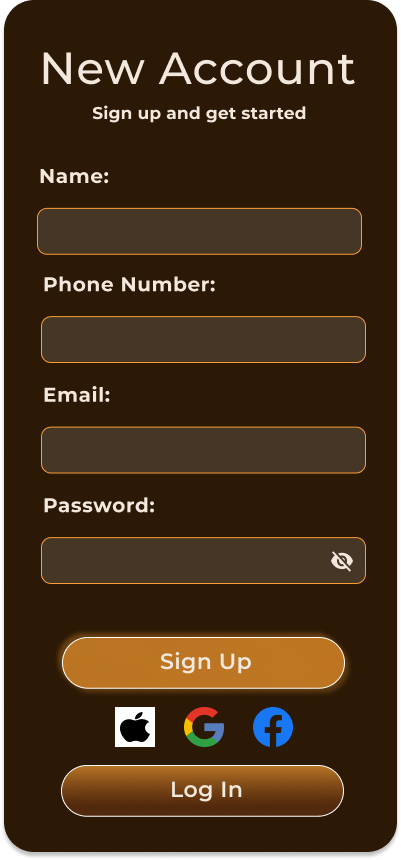 New Account
Sign up and get started
Name:
Phone Number:
Email:
Password:
Sign Up
Log In